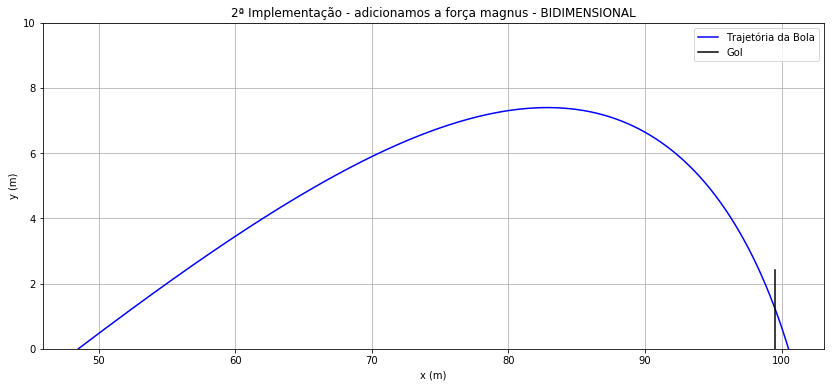 2ª Implementação - adicionamos a força magnus - BIDIMENSIONAL
10
8
6
4
2
0
y (m)
Trajetória da Bola
Gol
50
60
70
80
90
100
x (m)